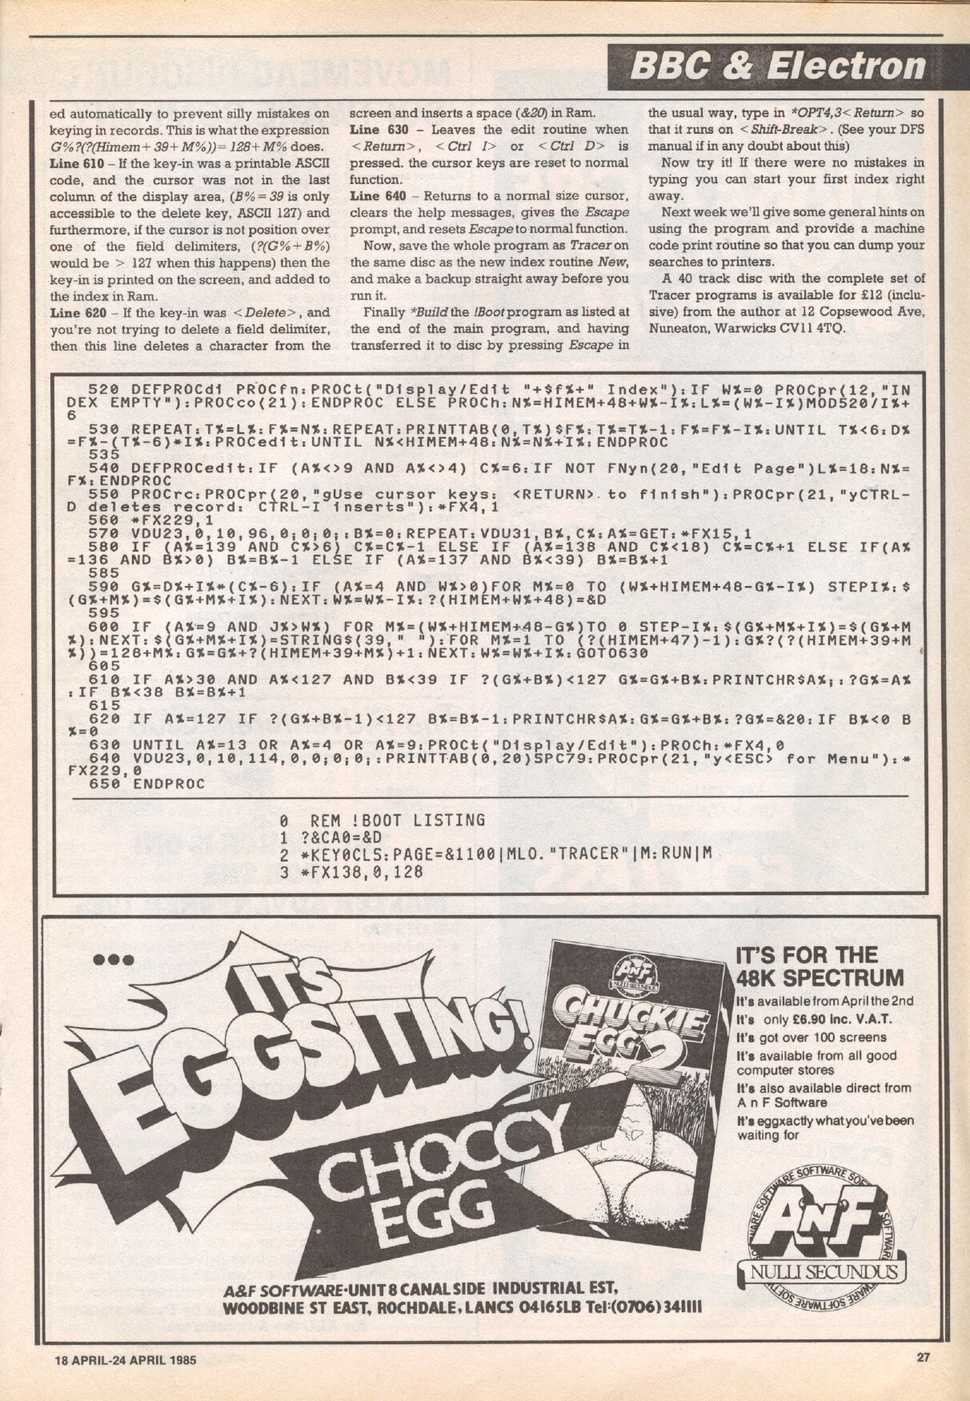 BBC & Electron
ed automatically to prevent silly mistakes on
keying in records. This is what the expression
G%?(?(Himem + 39 + M%)) = 128 + M% does.
Line 610 – If the key-in was a printable ASCII
code, and the cursor was not in the last
column of the display area, (B% = 39 is only
accessible to the delete key, ASCII 127) and
furthermore, if the cursor is not position over
one of the field delimiters, (?(G% + B%)
would be > 127 when this happens) then the
key-in is printed on the screen, and added to
the index in Ram.
Line 620 – If the key-in was <Delete>, and
you're not trying to delete a field delimiter,
then this line deletes a character from the
screen and inserts a space (&20) in Ram.
Line 630 – Leaves the edit routine when
<Return>, <Ctrl I> or <Ctrl D> is
pressed. the cursor keys are reset to normal
function.
Line 640 – Returns to a normal size cursor,
clears the help messages, gives the Escape
prompt, and resets Escape to normal function.
Now, save the whole program as Tracer on
the same disc as the new index routine New,
and make a backup straight away before you
run it.
Finally *Build the !Boot program as listed at
the end of the main program, and having
transferred it to disc by pressing Escape in
the usual way, type in *OPT4,3<Return> so
that it runs on <Shift-Break>. (See your DFS
manual if in any doubt about this)
Now try it! If there were no mistakes in
typing you can start your first index right
away.
Next week we'll give some general hints on
using the program and provide a machine
code print routine so that you can dump your
searches to printers.
A 40 track disc with the complete set of
Tracer programs is available for £12 (inclu-
sive) from the author at 12 Copsewood Ave,
Nuneaton, Warwicks CV11 4TQ.
520 DEFPROCdi PROCfn:PROCt("Display/Edit "+$f%+" Index"):IF W%=0 PROCpr(12,"IN
DEX EMPTY"):PROCco(21):ENDPROC ELSE PROCh:N%=HIMEM+48+W%-I%:L%=(W%-I%)MOD520/I%+
6
530 REPEAT:T%=L%:F%=N%:REPEAT:PRINTTAB(0,T%)$F%:T%=T%-1:F%=F%-I%:UNTIL T%<6:D%
=F%-(T%-6)*I%:PROCedit:UNTIL N%<HIMEM+48:N%=N%+I%:ENDPROC
535
540 DEFPROCedit:IF (A%<>9 AND A%<>4) C%=6:IF NOT FNyn(20,"Edit Page")L%=18:N%=
F%:ENDPROC
550 PROCrc:PROCpr(20,"gUse cursor keys: <RETURN> to finish"):PROCpr(21,"yCTRL-
D deletes record: CTRL-I inserts"):*FX4,1
560 *FX229,1
570 VDU23,0,10,96,0;0;0;:B%=0:REPEAT:VDU31,B%,C%:A%=GET:*FX15,1
580 IF (A%=139 AND C%>6) C%=C%-1 ELSE IF (A%=138 AND C%<18) C%=C%+1 ELSE IF(A%
=136 AND B%>0) B%=B%-1 ELSE IF (A%=137 AND B%<39) B%=B%+1
585
590 G%=D%+I%*(C%-6):IF (A%=4 AND W%>0)FOR M%=0 TO (W%+HIMEM+48-G%-I%) STEPI%:$
(G%+M%)=$(G%+M%+I%):NEXT:W%=W%-I%:?(HIMEM+W%+48)=&D
595
600 IF (A%=9 AND J%>W%) FOR M%=(W%+HIMEM+48-G%)TO 0 STEP-I%:$(G%+M%+I%)=$(G%+M
%):NEXT:$(G%+M%+I%)=STRING$(39," "):FOR M%=1 TO (?(HIMEM+47)-1):G%?(?(HIMEM+39+M
%))=128+M%:G%=G%+?(HIMEM+39+M%)+1:NEXT:W%=W%+I%:GOTO630
605
610 IF A%>30 AND A%<127 AND B%<39 IF ?(G%+B%)<127 G%=G%+B%:PRINTCHR$A%;:?G%=A%
:IF B%<38 B%=B%+1
615
620 IF A%=127 IF ?(G%+B%-1)<127 B%=B%-1:PRINTCHR$A%:G%=G%+B%:?G%=&20:IF B%<0 B
%=0
630 UNTIL A%=13 OR A%=4 OR A%=9:PROCt("Display/Edit"):PROCh:*FX4,0
640 VDU23,0,10,114,0,0;0;0;:PRINTTAB(0,20)SPC79:PROCpr(21,"y<ESC> for Menu"):*
FX229,0
650 ENDPROC
0 REM !BOOT LISTING
1 ?&CA0=&D
2 *KEY0CLS:PAGE=&1100|MLO."TRACER"|M:RUN|M
3 *FX138,0,128
...
IT'S
EGGSITING!
CHOCCY
EGG
A'N'F
CHUCKIE
EGG 2
A&F SOFTWARE·UNIT 8 CANAL SIDE INDUSTRIAL EST,
WOODBINE ST EAST, ROCHDALE, LANCS O416SLB Tel:(0706) 341111
IT'S FOR THE
48K SPECTRUM
It's available from April the 2nd
It's only £6.90 inc. V.A.T.
It's got over 100 screens
It's available from all good
computer stores
It's also available direct from
A n F Software
It's eggxactly what you've been
waiting for
SOFTWARE SOFTWARE SOFTWARE
A'N'F
NULLI SECUNDUS
18 APRIL-24 APRIL 1985
27